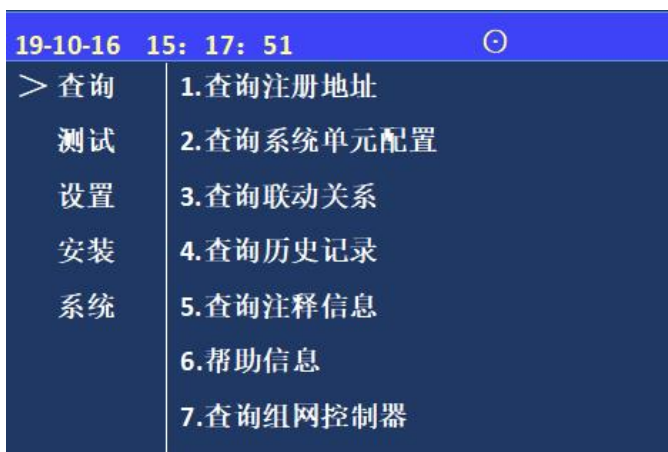 19-10-16 15：17：51
＞查询 1.查询注册地址
测试 2.查询系统单元配置
设置 3.查询联动关系
安装 4.查询历史记录
系统 5.查询注释信息
6.帮助信息
7.查询组网控制器